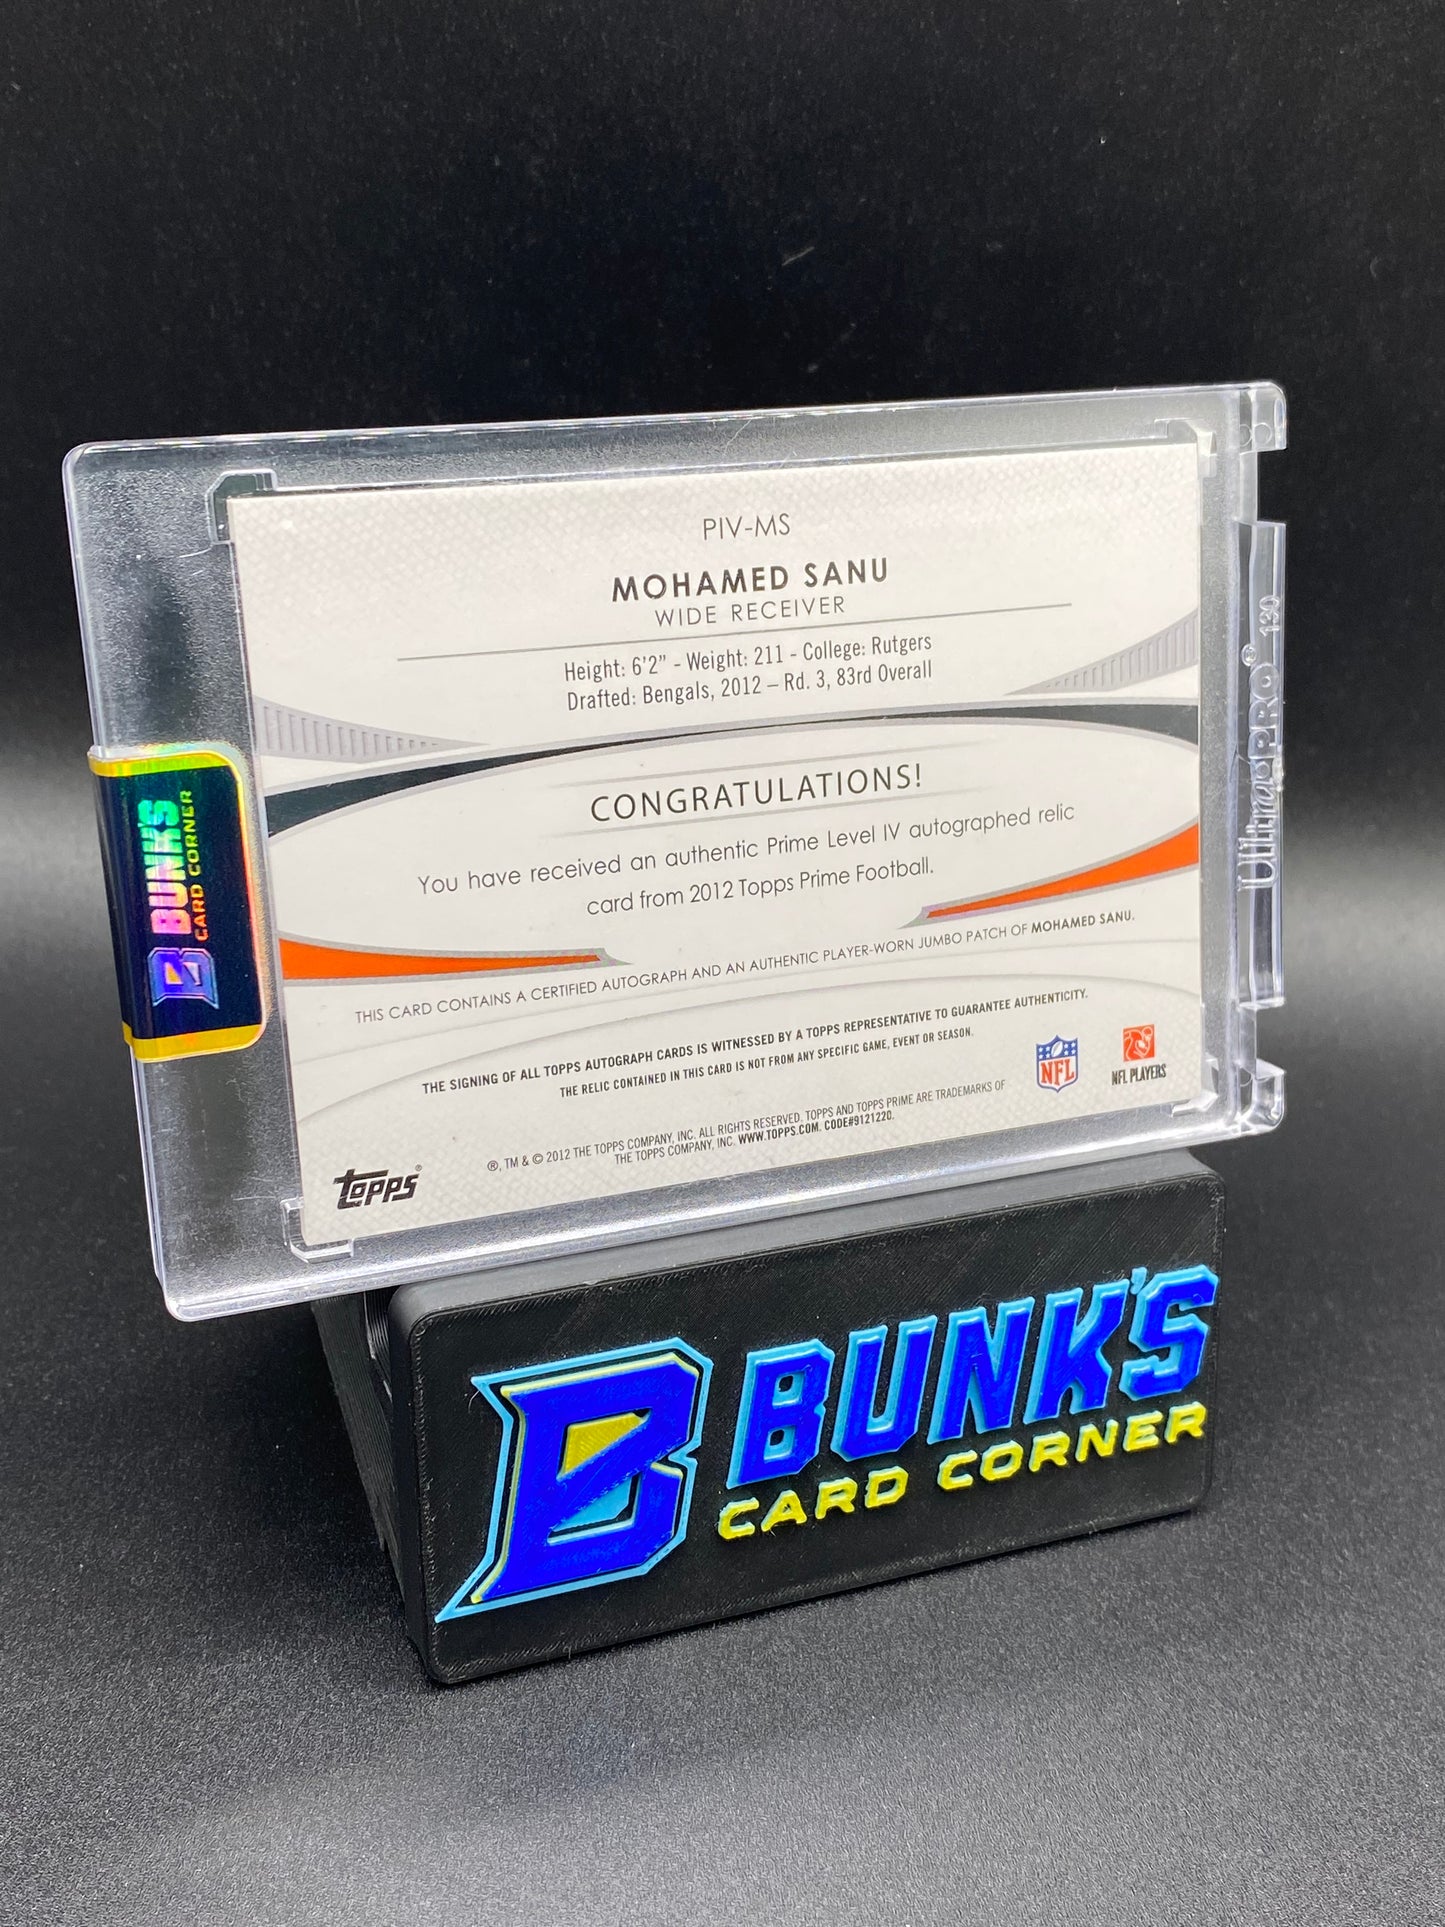 PIV-MS
MOHAMED SANU
WIDE RECEIVER
Height: 6'2" - Weight: 211 - College: Rutgers
Drafted: Bengals, 2012 – Rd. 3, 83rd Overall
CONGRATULATIONS!
You have received an authentic Prime Level IV autographed relic
card from 2012 Topps Prime Football.
THIS CARD CONTAINS A CERTIFIED AUTOGRAPH AND AN AUTHENTIC PLAYER-WORN JUMBO PATCH OF MOHAMED SANU.
THE SIGNING OF ALL TOPPS AUTOGRAPH CARDS IS WITNESSED BY A TOPPS REPRESENTATIVE TO GUARANTEE AUTHENTICITY.
THE RELIC CONTAINED IN THIS CARD IS NOT FROM ANY SPECIFIC GAME, EVENT OR SEASON.
NFL
NFL PLAYERS
®, TM & © 2012 THE TOPPS COMPANY, INC. ALL RIGHTS RESERVED. TOPPS AND TOPPS PRIME ARE TRADEMARKS OF
THE TOPPS COMPANY, INC. WWW.TOPPS.COM. CODE#9121220.
topps®
B BUNK'S
CARD CORNER
UltraPRO® 130
B BUNK'S
CARD CORNER